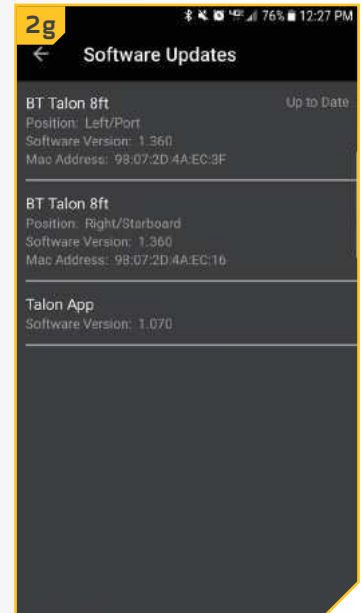 2g
76% 12:27 PM
Software Updates
BT Talon 8ft Up to Date
Position: Left/Port
Software Version: 1.360
Mac Address: 98:07:2D:4A:EC:3F
BT Talon 8ft
Position: Right/Starboard
Software Version: 1.360
Mac Address: 98:07:2D:4A:EC:16
Talon App
Software Version: 1.070